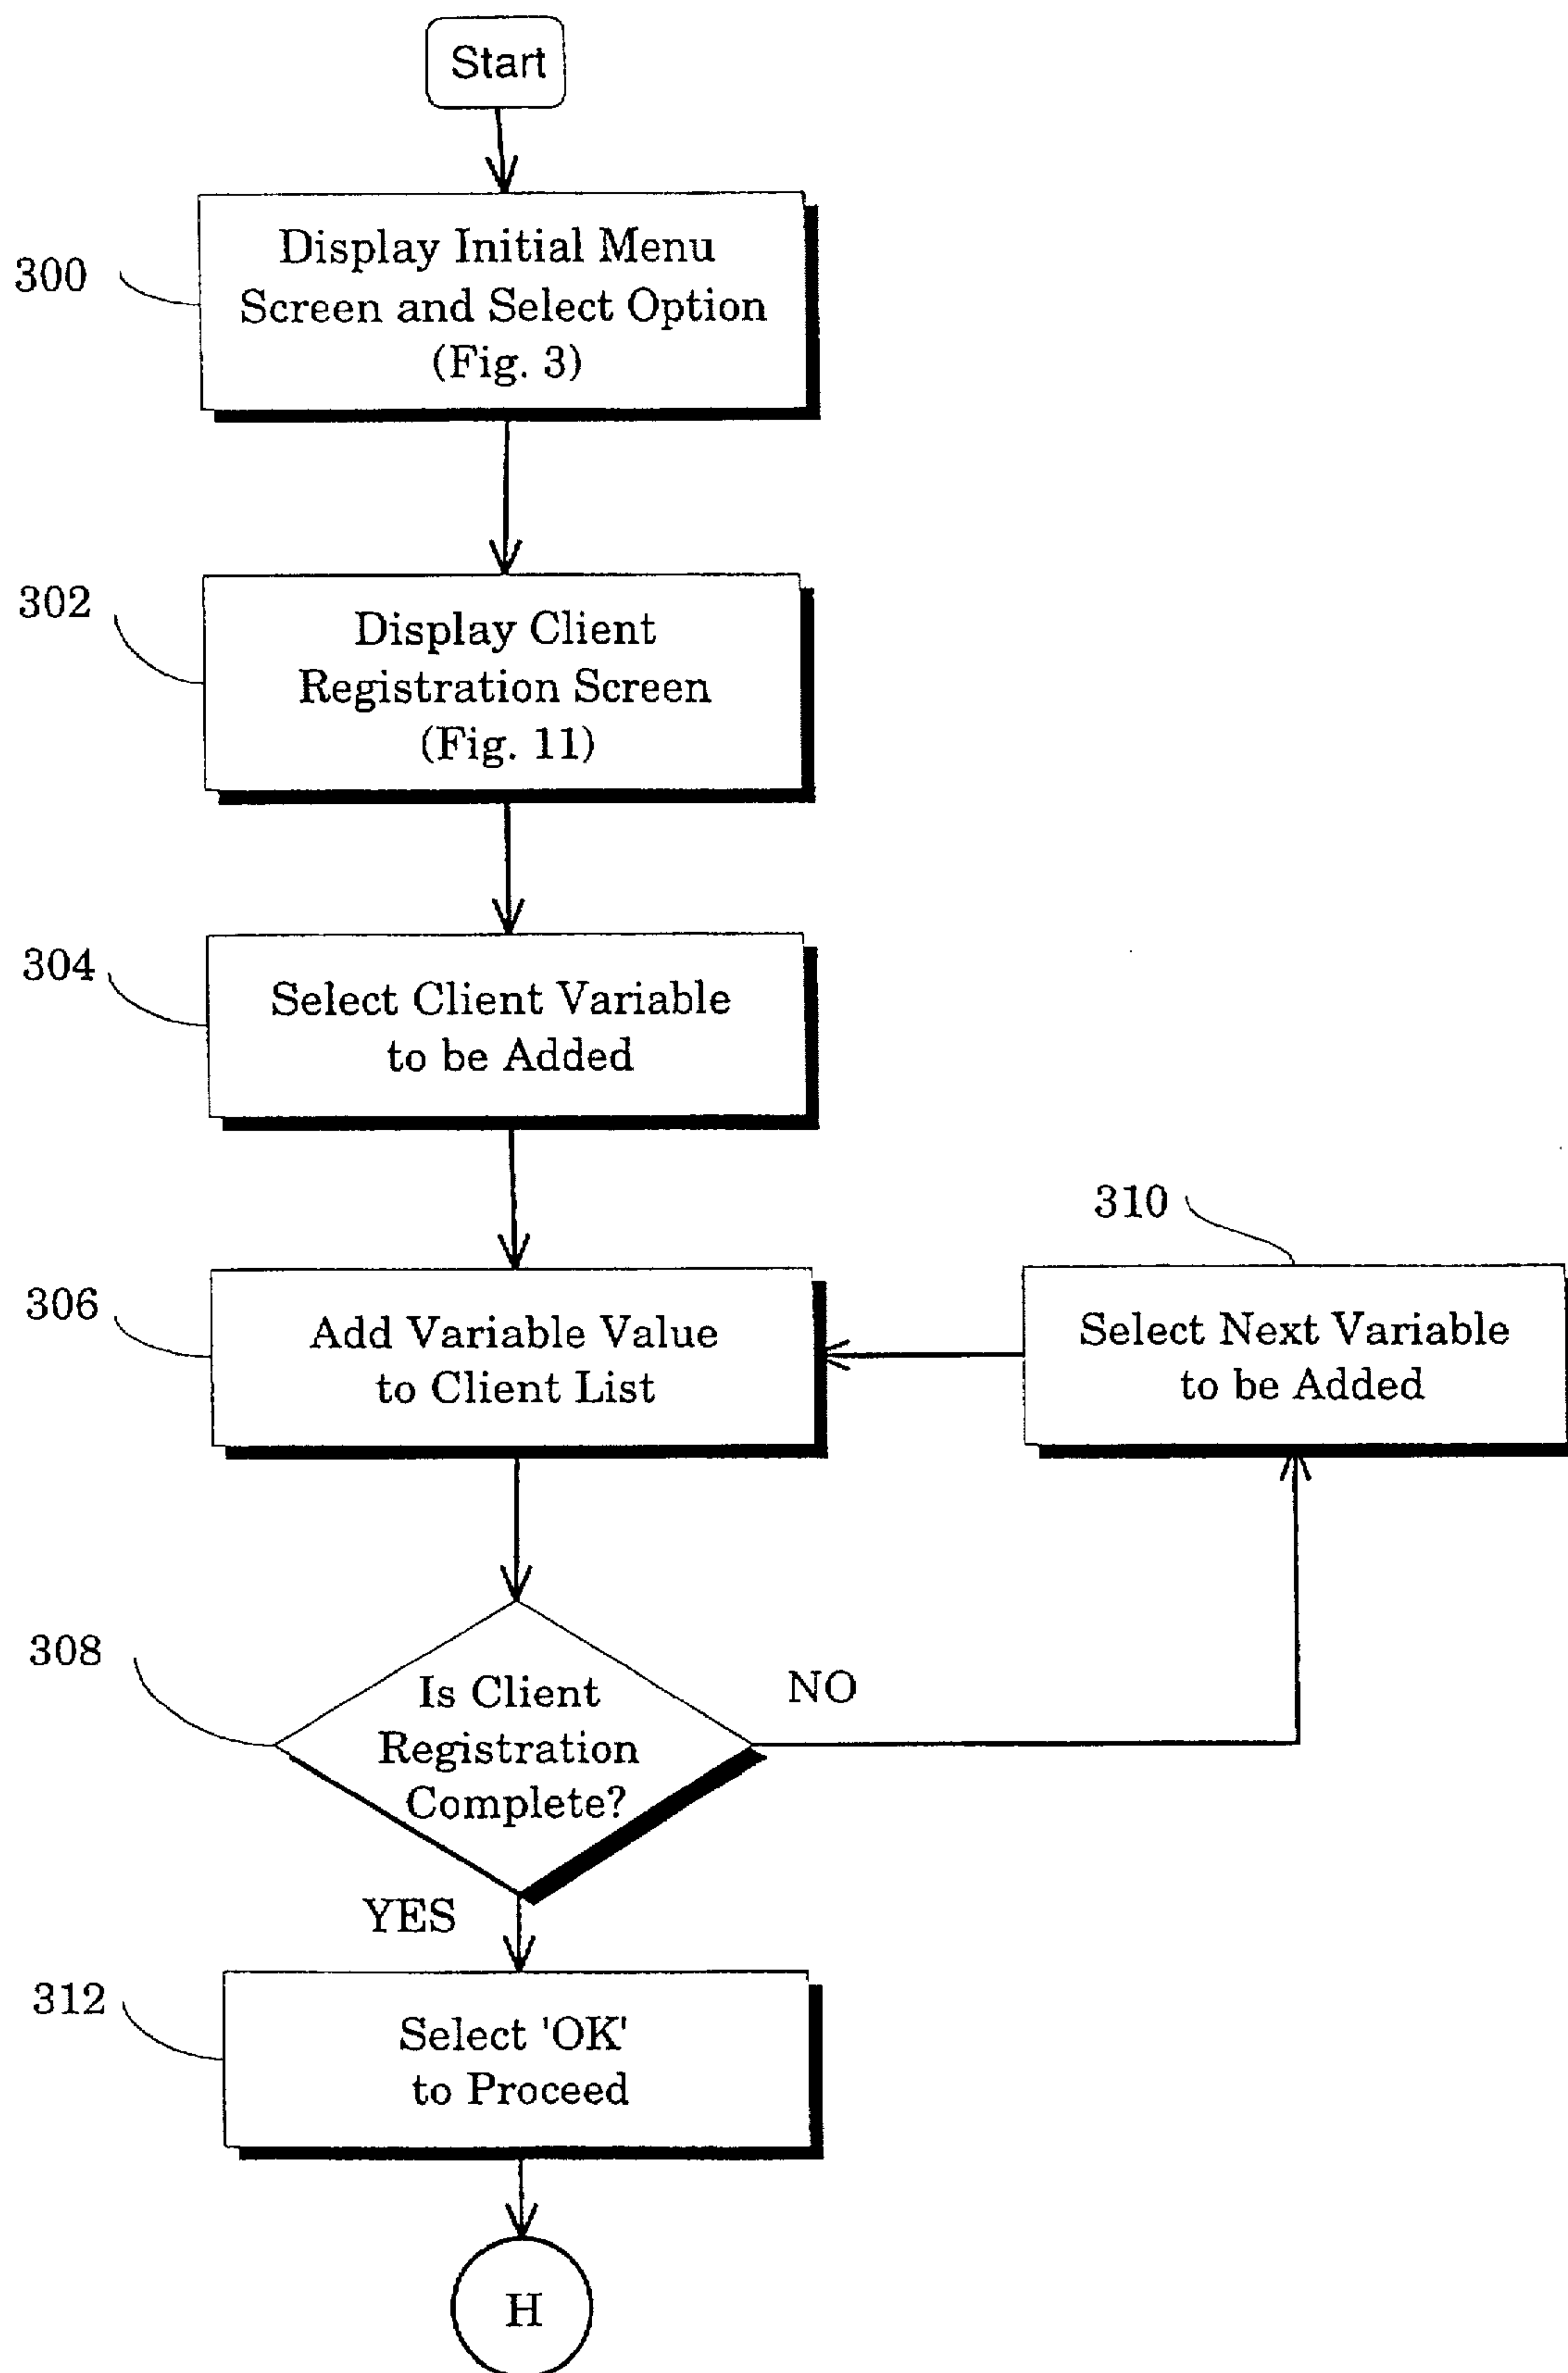 Start
300
Display Initial Menu
Screen and Select Option
(Fig. 3)
302
Display Client
Registration Screen
(Fig. 11)
304
Select Client Variable
to be Added
306
Add Variable Value
to Client List
310
Select Next Variable
to be Added
308
Is Client
Registration
Complete?
NO
YES
312
Select 'OK'
to Proceed
H